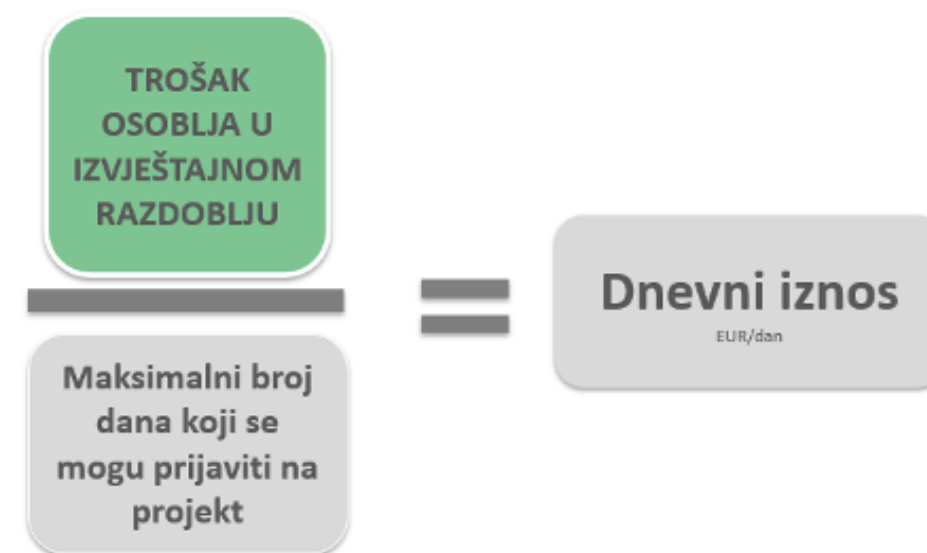 TROŠAK
OSOBLJA U
IZVJEŠTAJNOM
RAZDOBLJU
Maksimalni broj
dana koji se
mogu prijaviti na
projekt
=
Dnevni iznos
EUR/dan